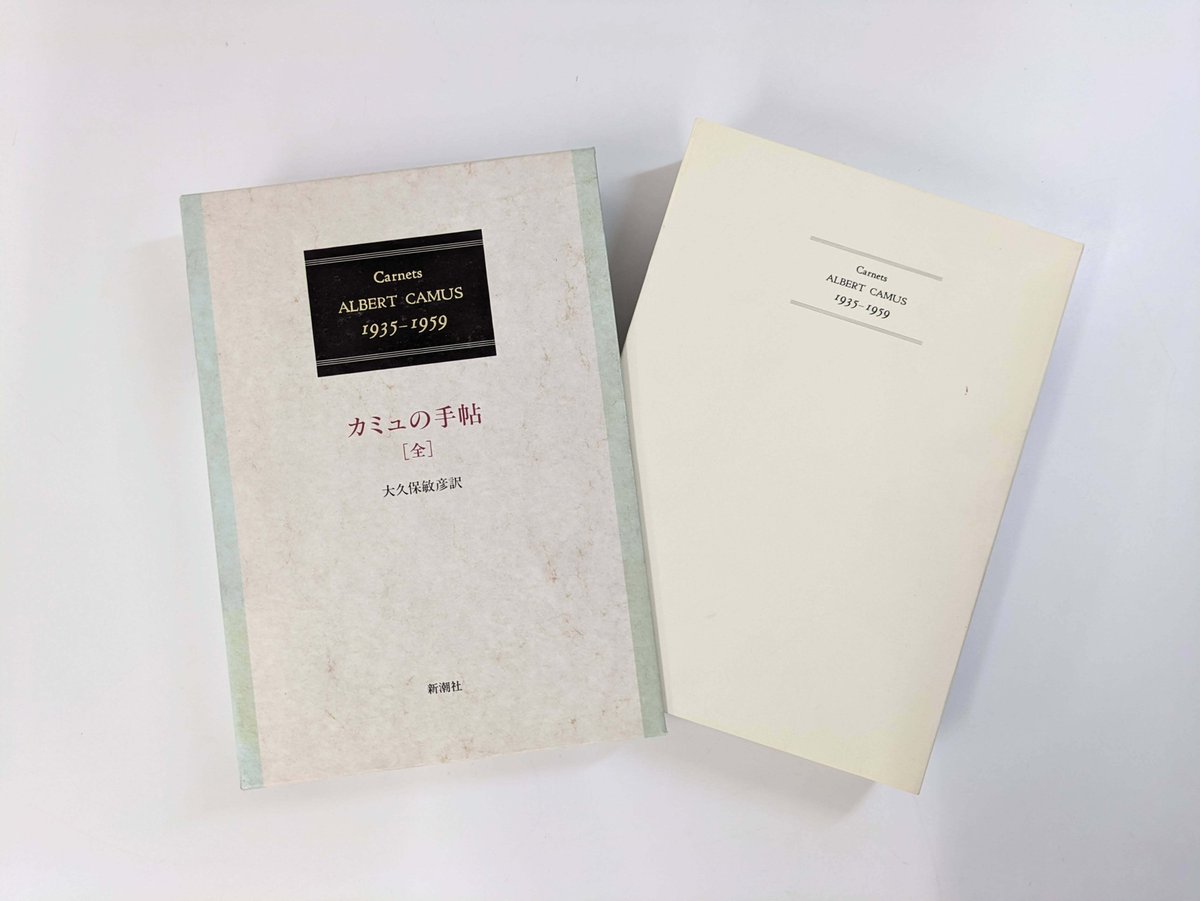 Carnets
ALBERT CAMUS
1935–1959
カミュの手帖
[全]
大久保敏彦訳
新潮社
Carnets
ALBERT CAMUS
1935–1959